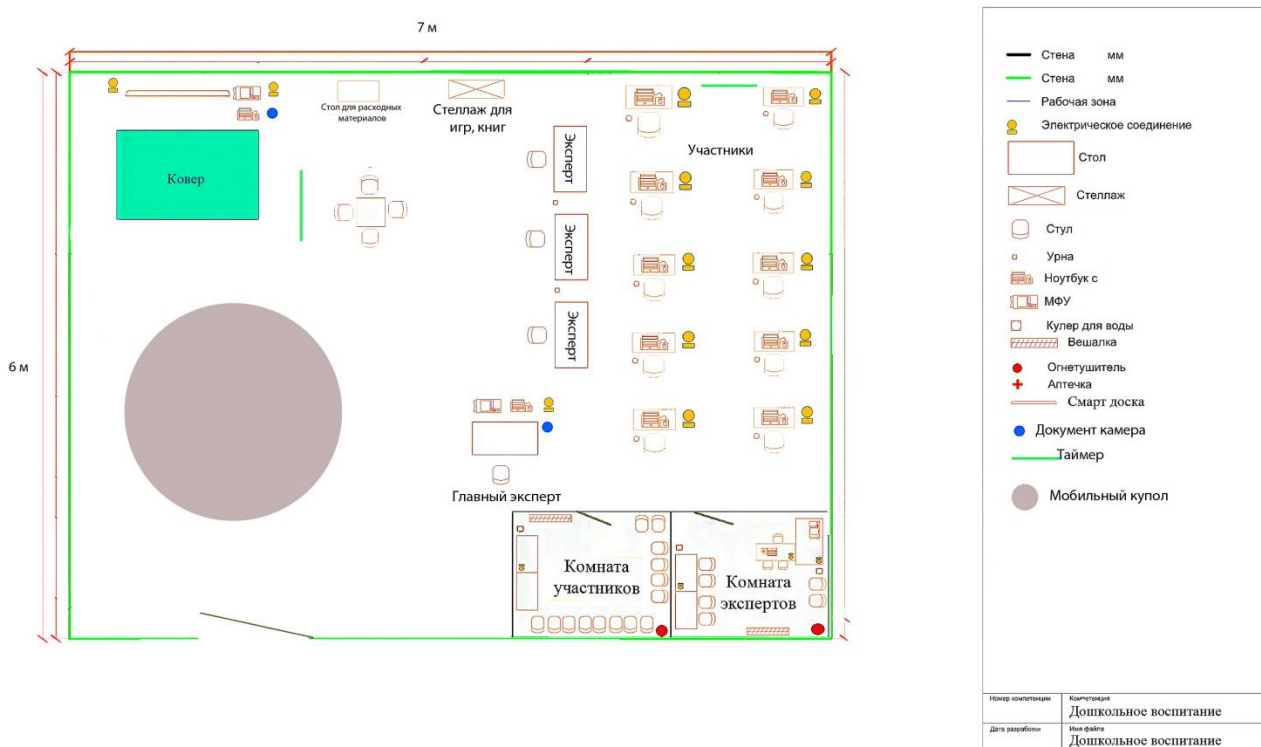 7 м
6 м
Стол для расходных
материалов
Стеллаж для
игр, книг
Участники
Ковер
Эксперт
Эксперт
Эксперт
Главный эксперт
Комната
участников
Комната
экспертов
Стена мм
Стена мм
Рабочая зона
Электрическое соединение
Стол
Стеллаж
Стул
Урна
Ноутбук с
МФУ
Кулер для воды
Вешалка
Огнетушитель
Аптечка
Смарт доска
Документ камера
Таймер
Мобильный купол
Номер компетенции
Компетенция
Дошкольное воспитание
Дата разработки
Имя файла
Дошкольное воспитание